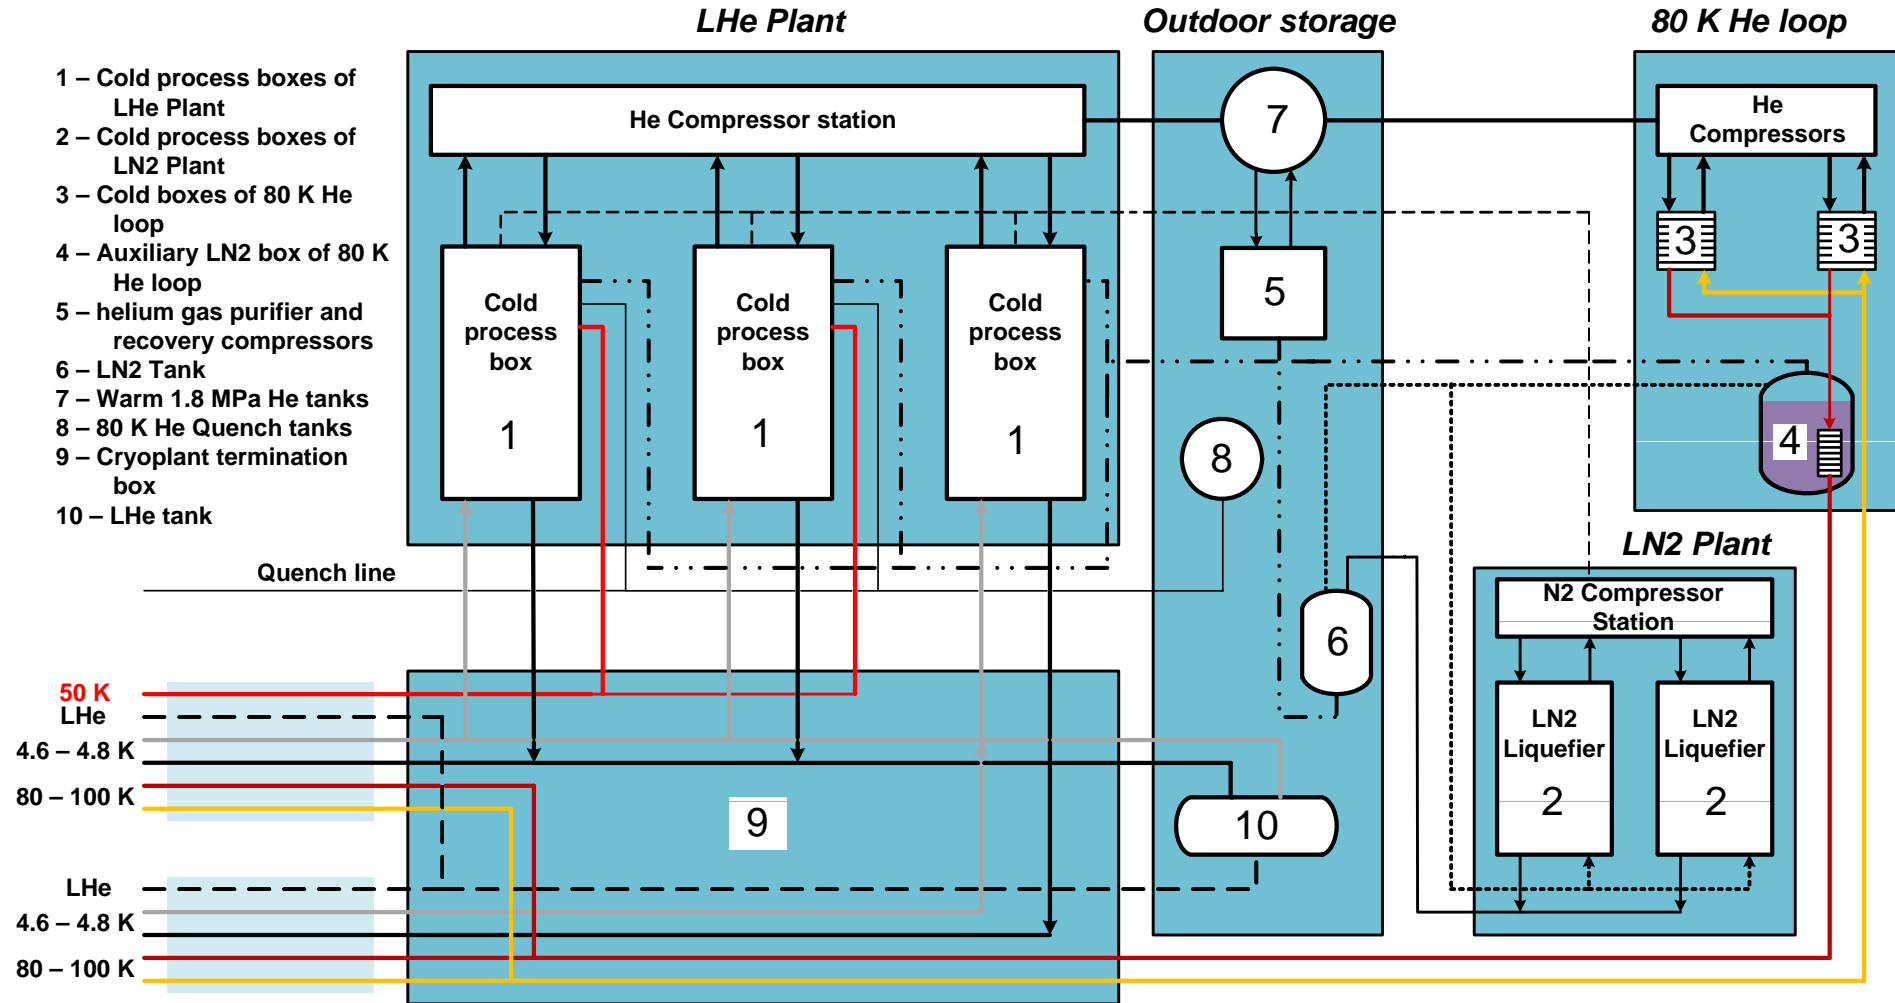 LHe Plant
Outdoor storage
80 K He loop
1 – Cold process boxes of
LHe Plant
2 – Cold process boxes of
LN2 Plant
3 – Cold boxes of 80 K He
loop
4 – Auxiliary LN2 box of 80 K
He loop
5 – helium gas purifier and
recovery compressors
6 – LN2 Tank
7 – Warm 1.8 MPa He tanks
8 – 80 K He Quench tanks
9 – Cryoplant termination
box
10 – LHe tank
He Compressor station
7
He
Compressors
3
3
5
Cold
process
box
1
Cold
process
box
1
Cold
process
box
1
8
4
Quench line
6
LN2 Plant
N2 Compressor
Station
LN2
Liquefier
2
LN2
Liquefier
2
50 K
LHe
4.6 – 4.8 K
80 – 100 K
9
10
LHe
4.6 – 4.8 K
80 – 100 K